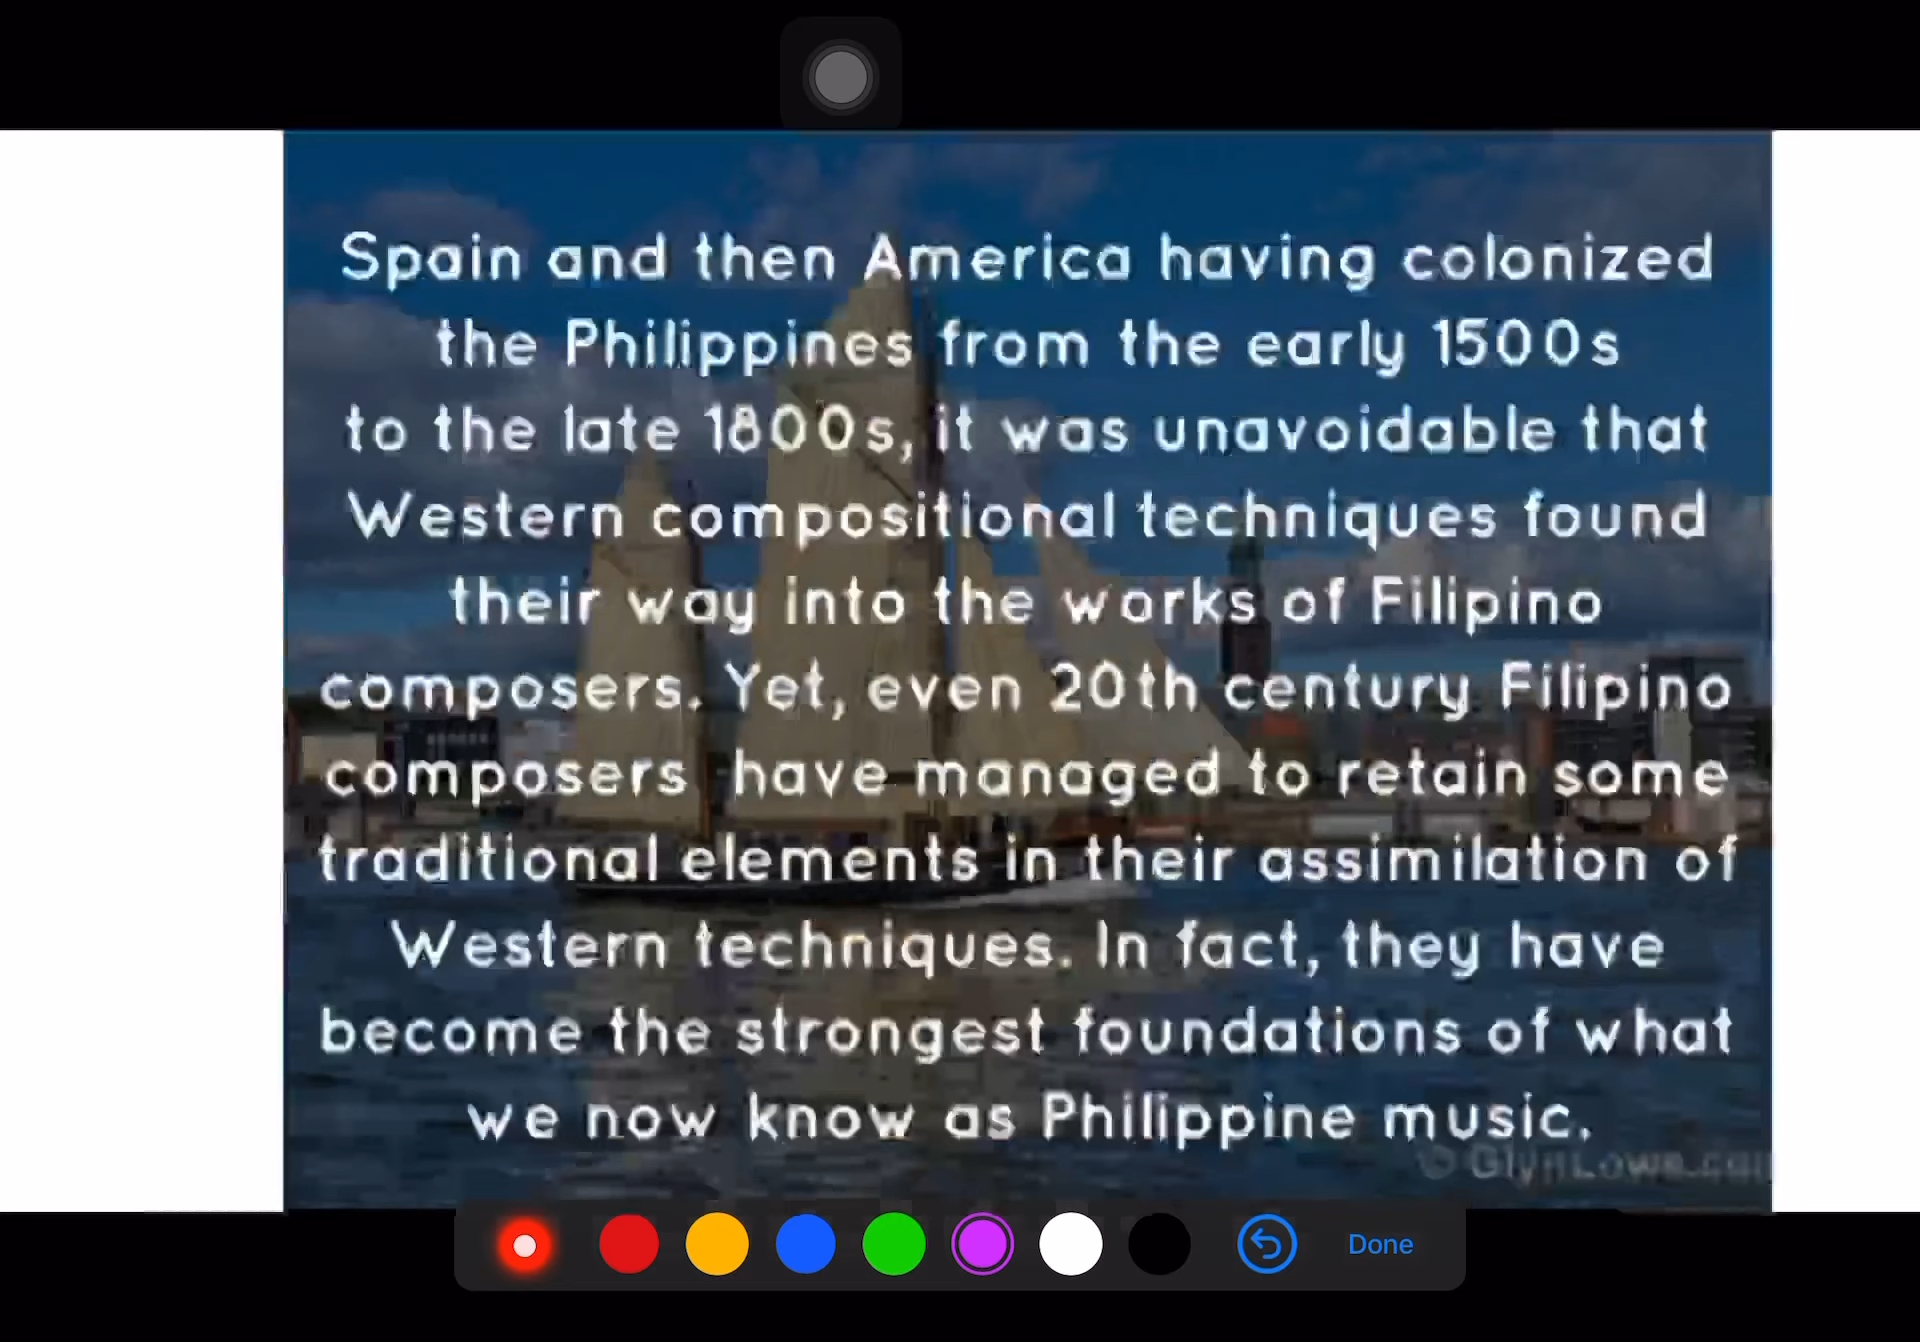 Spain and then America having colonized
the Philippines from the early 1500s
to the late 1800s, it was unavoidable that
Western compositional techniques found
their way into the works of Filipino
composers. Yet, even 20th century Filipino
composers have managed to retain some
traditional elements in their assimilation of
Western techniques. In fact, they have
become the strongest foundations of what
we now know as Philippine music.
© GlynLowe.com
Done